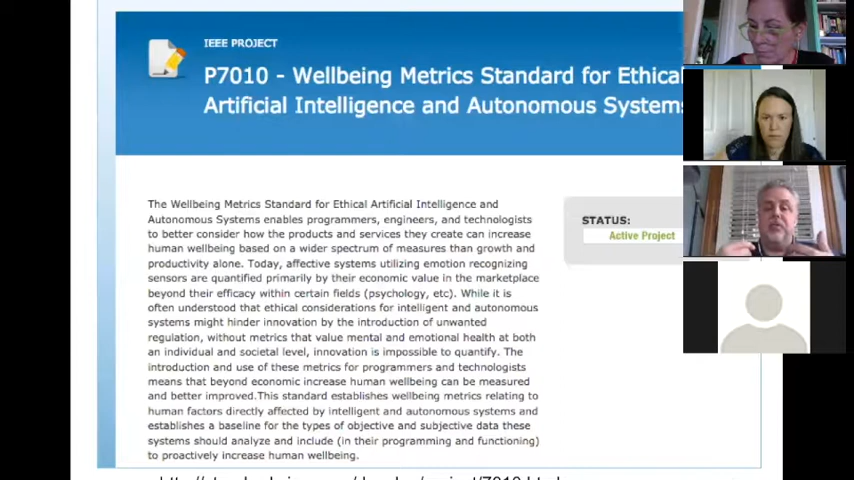 IEEE PROJECT
P7010 - Wellbeing Metrics Standard for Ethical
Artificial Intelligence and Autonomous Systems
The Wellbeing Metrics Standard for Ethical Artificial Intelligence and
Autonomous Systems enables programmers, engineers, and technologists
to better consider how the products and services they create can increase
human wellbeing based on a wider spectrum of measures than growth and
productivity alone. Today, affective systems utilizing emotion recognizing
sensors are quantified primarily by their economic value in the marketplace
beyond their efficacy within certain fields (psychology, etc). While it is
often understood that ethical considerations for intelligent and autonomous
systems might hinder innovation by the introduction of unwanted
regulation, without metrics that value mental and emotional health at both
an individual and societal level, innovation is impossible to quantify. The
introduction and use of these metrics for programmers and technologists
means that beyond economic increase human wellbeing can be measured
and better improved.This standard establishes wellbeing metrics relating to
human factors directly affected by intelligent and autonomous systems and
establishes a baseline for the types of objective and subjective data these
systems should analyze and include (in their programming and functioning)
to proactively increase human wellbeing.
STATUS:
Active Project